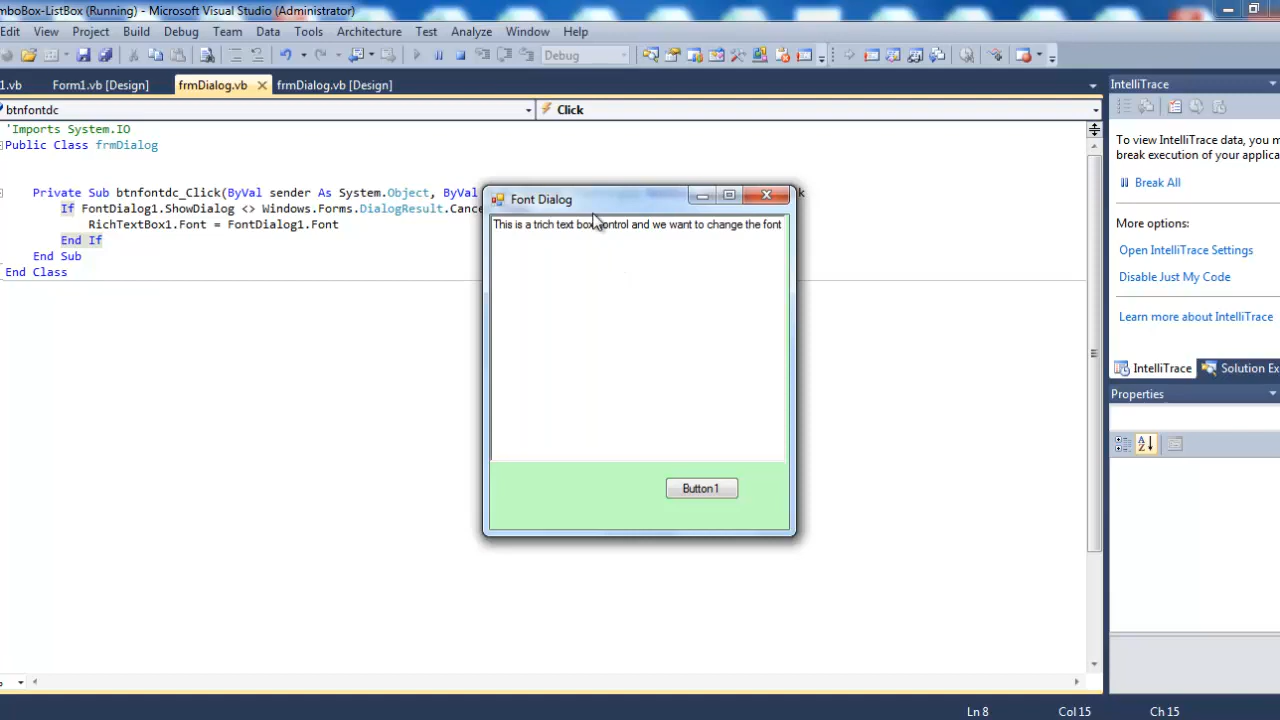 mboBox-ListBox (Running) - Microsoft Visual Studio (Administrator)
Edit View Project Build Debug Team Data Tools Architecture Test Analyze Window Help
Debug
1.vb Form1.vb [Design] frmDialog.vb frmDialog.vb [Design]
btnfontdc Click
'Imports System.IO
Public Class frmDialog
Private Sub btnfontdc_Click(ByVal sender As System.Object, ByVal
If FontDialog1.ShowDialog <> Windows.Forms.DialogResult.Cance
RichTextBox1.Font = FontDialog1.Font
End If
End Sub
End Class
Font Dialog
This is a trich text box control and we want to change the font
Button1
IntelliTrace
To view IntelliTrace data, you m
break execution of your applica
Break All
More options:
Open IntelliTrace Settings
Disable Just My Code
Learn more about IntelliTrace
IntelliTrace Solution Ex
Properties
Ln 8 Col 15 Ch 15